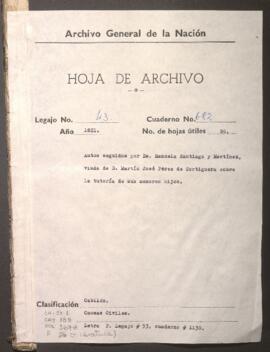 Archivo General de la Nación
HOJA DE ARCHIVO
Legajo No. 43 Cuaderno No. 682
Año 1821. No. de hojas útiles 26.
Autos seguidos por Da. Manuela Santiago y Martínez,
viuda de D. Martín José Pérez de Cortiguera sobre
la tutoría de sus menores hijos.
Clasificación Cabildo.
Causas Civiles.
Letra P. Legajo # 53, cuaderno # 1130.